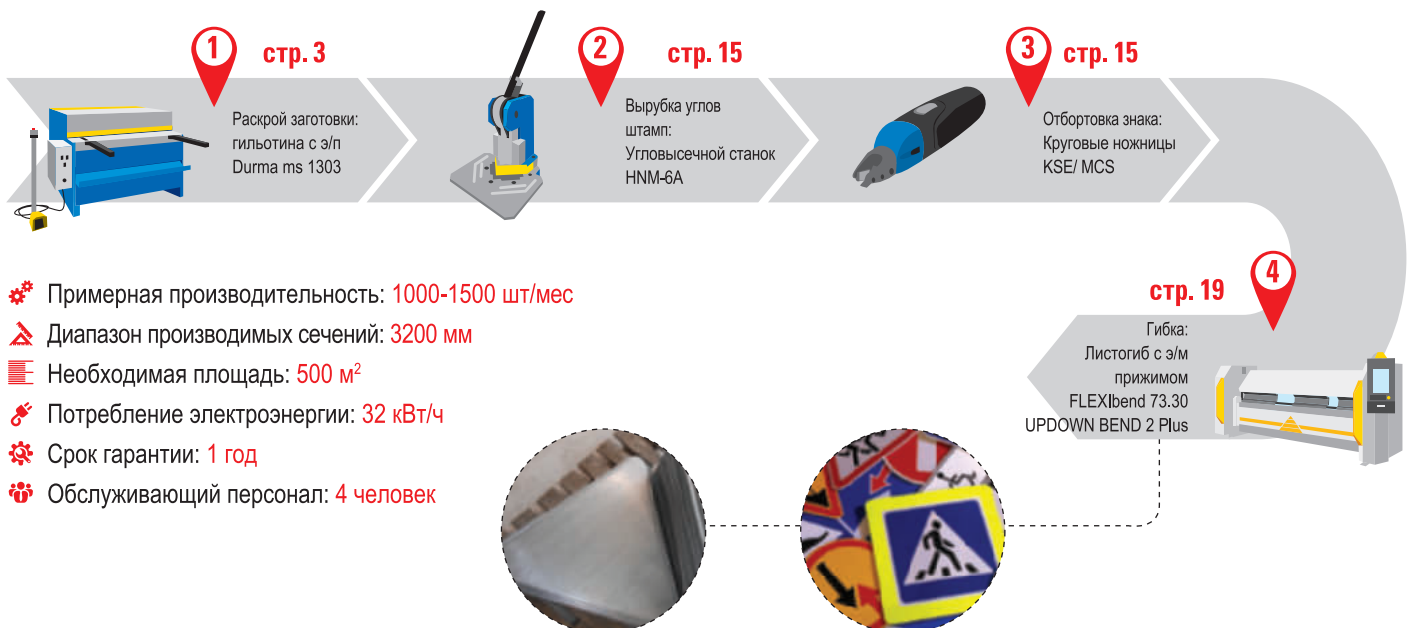 1
стр. 3
Раскрой заготовки:
гильотина с э/п
Durma ms 1303
2
стр. 15
Вырубка углов
штамп:
Угловысечной станок
HNM-6A
3
стр. 15
Отбортовка знака:
Круговые ножницы
KSE/ MCS
4
стр. 19
Гибка:
Листогиб с э/м
прижимом
FLEXIbend 73.30
UPDOWN BEND 2 Plus
Примерная производительность: 1000-1500 шт/мес
Диапазон производимых сечений: 3200 мм
Необходимая площадь: 500 м²
Потребление электроэнергии: 32 кВт/ч
Срок гарантии: 1 год
Обслуживающий персонал: 4 человек